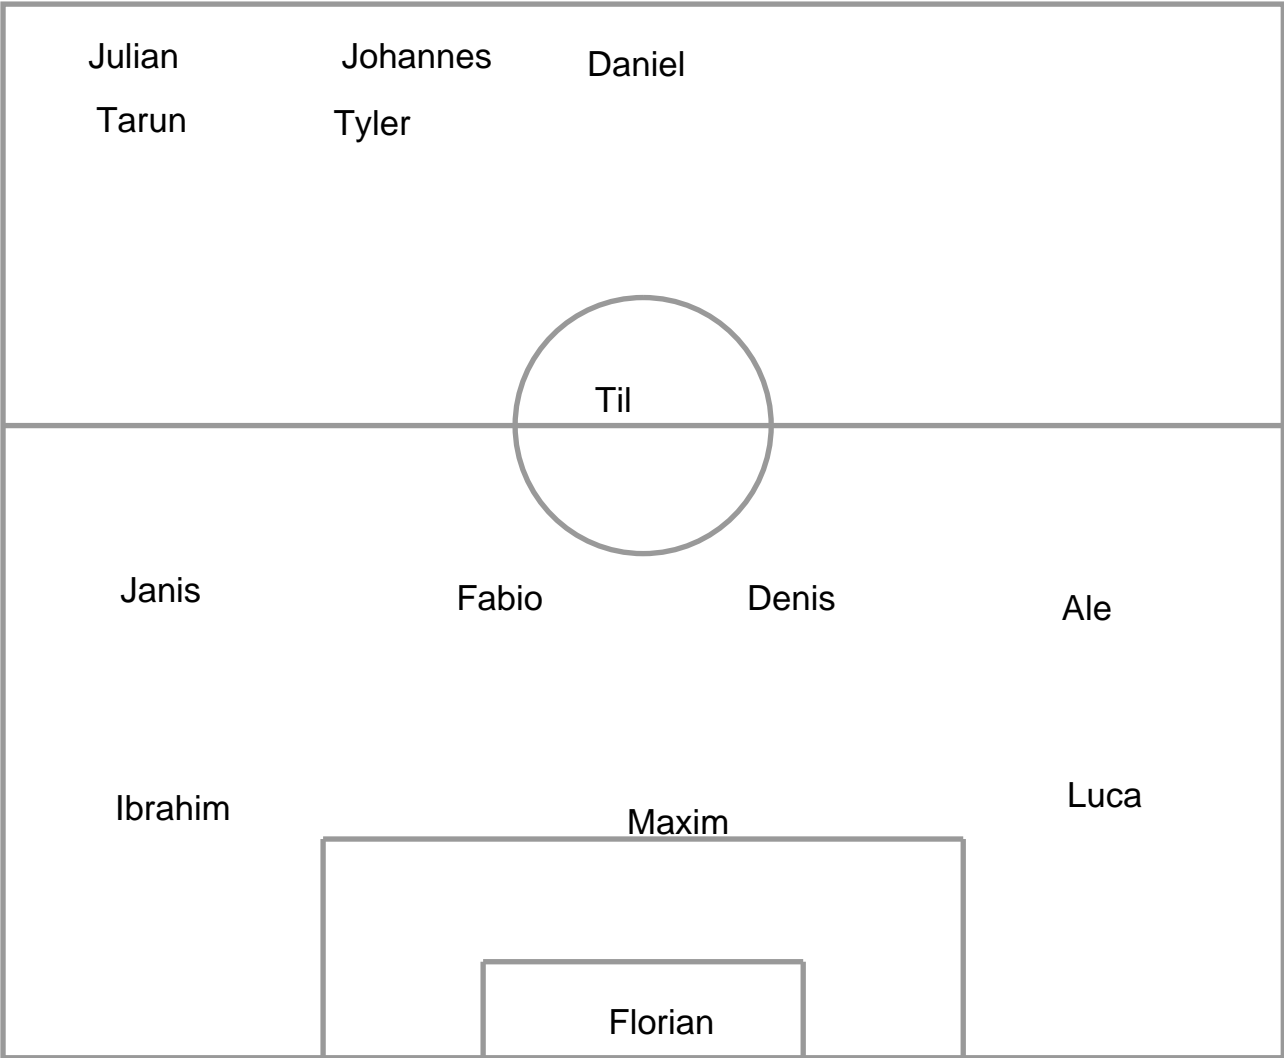 Julian Johannes Daniel
Tarun Tyler
Til
Janis Fabio Denis Ale
Ibrahim Maxim Luca
Florian